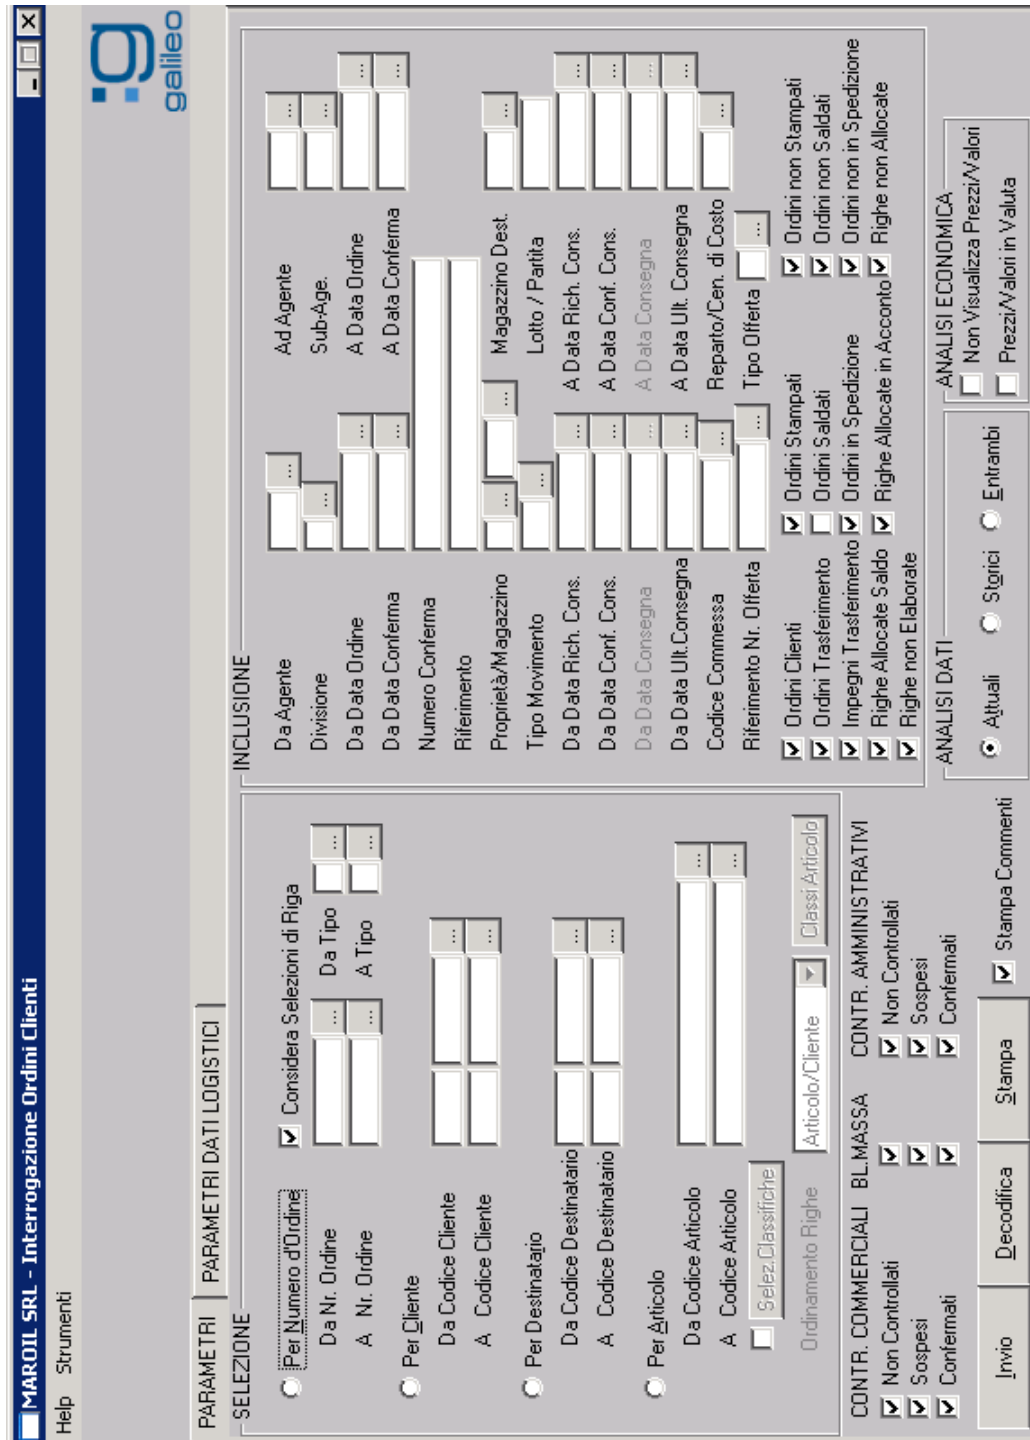 MAROIL SRL - Interrogazione Ordini Clienti
Help Strumenti
galileo
PARAMETRI PARAMETRI DATI LOGISTICI
SELEZIONE
Per Numero d'Ordine Considera Selezioni di Riga
Da Nr. Ordine ... Da Tipo ...
A Nr. Ordine ... A Tipo ...
Per Cliente
Da Codice Cliente ...
A Codice Cliente ...
Per Destinatario
Da Codice Destinatario ...
A Codice Destinatario ...
Per Articolo
Da Codice Articolo ...
A Codice Articolo ...
Selez.Classifiche
Ordinamento Righe Articolo/Cliente Classi Articolo
INCLUSIONE
Da Agente ... Ad Agente ...
Divisione ... Sub-Age. ...
Da Data Ordine ... A Data Ordine ...
Da Data Conferma ... A Data Conferma ...
Numero Conferma
Riferimento
Proprietà/Magazzino ... ... Magazzino Dest. ...
Tipo Movimento ... Lotto / Partita
Da Data Rich. Cons. ... A Data Rich. Cons. ...
Da Data Conf. Cons. ... A Data Conf. Cons. ...
Da Data Consegna ... A Data Consegna ...
Da Data Ult.Consegna ... A Data Ult. Consegna ...
Codice Commessa ... Reparto/Cen. di Costo ...
Riferimento Nr. Offerta ... Tipo Offerta ...
Ordini Clienti Ordini Stampati Ordini non Stampati
Ordini Trasferimento Ordini Saldati Ordini non Saldati
Impegni Trasferimento Ordini in Spedizione Ordini non in Spedizione
Righe Allocate Saldo Righe Allocate in Acconto Righe non Allocate
Righe non Elaborate
CONTR. COMMERCIALI BL.MASSA CONTR. AMMINISTRATIVI
Non Controllati Non Controllati
Sospesi Sospesi
Confermati Confermati
ANALISI DATI
Attuali Storici Entrambi
ANALISI ECONOMICA
Non Visualizza Prezzi/Valori
Prezzi/Valori in Valuta
Invio Decodifica Stampa Stampa Commenti